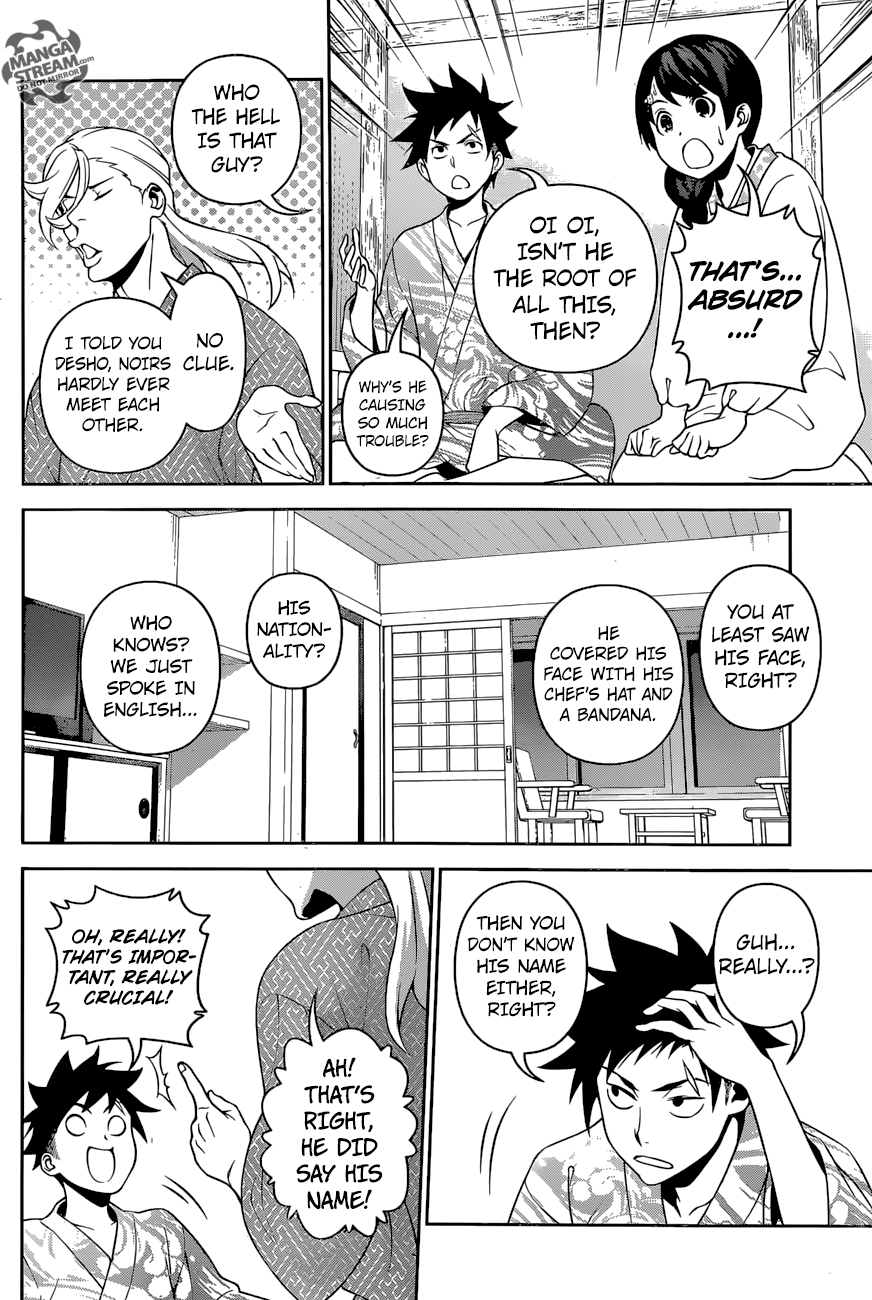 MANGA
STREAM.com
DO NOT MIRROR
THAT'S...
ABSURD
...!
OI OI,
ISN'T HE
THE ROOT OF
ALL THIS,
THEN?
WHY'S HE
CAUSING
SO MUCH
TROUBLE?
WHO
THE HELL
IS THAT
GUY?
NO
CLUE.
I TOLD YOU
DESHO, NOIRS
HARDLY EVER
MEET EACH
OTHER.
YOU AT
LEAST SAW
HIS FACE,
RIGHT?
HE
COVERED HIS
FACE WITH HIS
CHEF'S HAT AND
A BANDANA.
HIS
NATION-
ALITY?
WHO
KNOWS?
WE JUST
SPOKE IN
ENGLISH...
GUH...
REALLY...?
THEN YOU
DON'T KNOW
HIS NAME
EITHER,
RIGHT?
AH!
THAT'S
RIGHT,
HE DID
SAY HIS
NAME!
OH, REALLY!
THAT'S IMPOR-
TANT, REALLY
CRUCIAL!